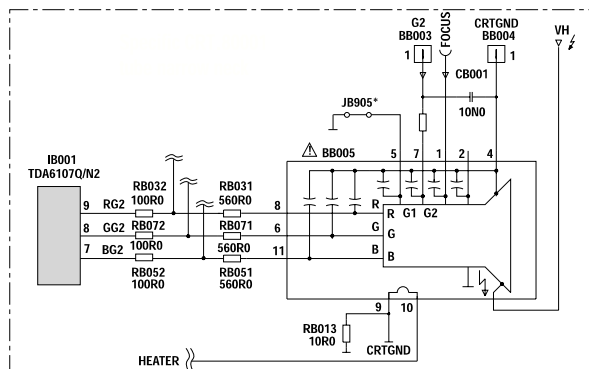 G2
BB003
1
FOCUS
CRTGND
BB004
1
VH
CB001
10N0
JB905*
BB005
5 7 1 2 4
IB001
TDA6107Q/N2
RB032
100R0
RB031
560R0
9 RG2 8 R R G1 G2
8 GG2 RB072 RB071 6 G G
100R0 560R0
7 BG2 11 B B
RB052
100R0
RB051
560R0
9 10
RB013
10R0
CRTGND
HEATER